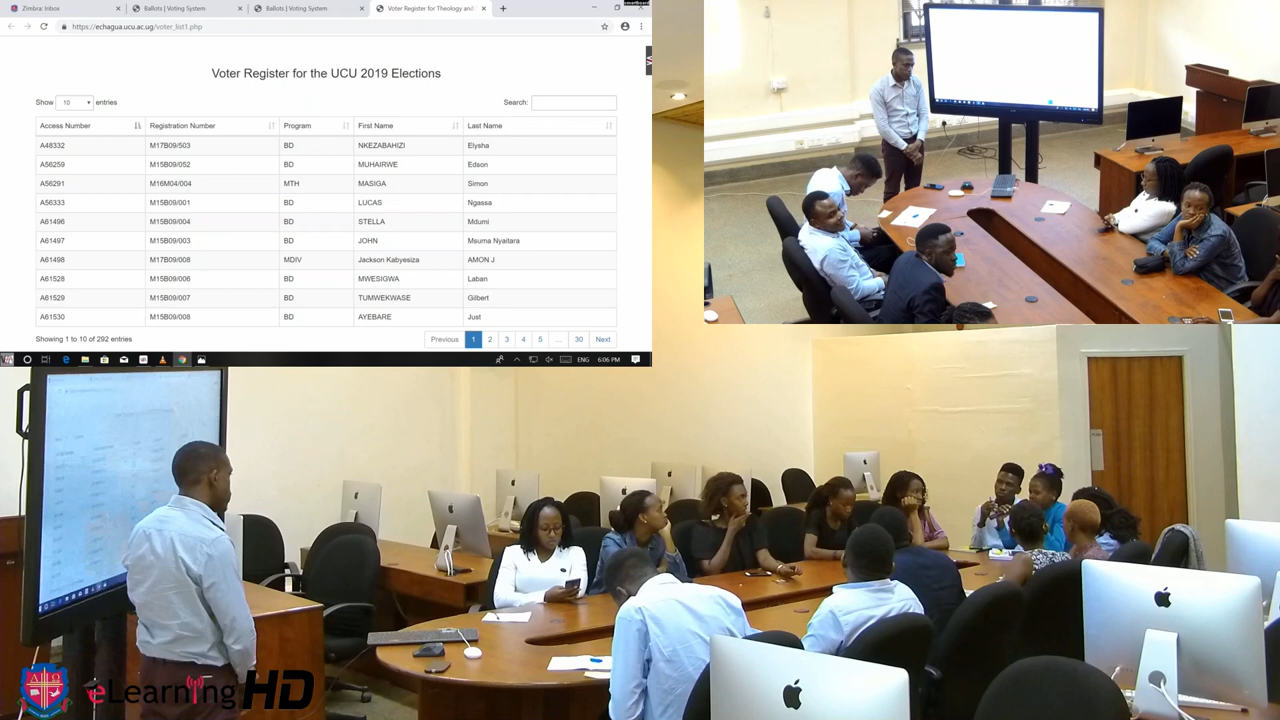 Zimbra: Inbox
Ballots | Voting System
Ballots | Voting System
Voter Register for Theology and
smartboard
https://echagua.ucu.ac.ug/voter_list1.php
Voter Register for the UCU 2019 Elections
Show 10 entries
Search:
Access Number Registration Number Program First Name Last Name
A48332 M17B09/503 BD NKEZABAHIZI Elysha
A56259 M15B09/052 BD MUHAIRWE Edson
A56291 M16M04/004 MTH MASIGA Simon
A56333 M15B09/001 BD LUCAS Ngassa
A61496 M15B09/004 BD STELLA Mdumi
A61497 M15B09/003 BD JOHN Msuma Nyaitara
A61498 M17B09/008 MDIV Jackson Kabyesiza AMON J
A61528 M15B09/006 BD MWESIGWA Laban
A61529 M15B09/007 BD TUMWEKWASE Gilbert
A61530 M15B09/008 BD AYEBARE Just
Showing 1 to 10 of 292 entries
Previous 1 2 3 4 5 ... 30 Next
ENG 6:06 PM
eLearning HD